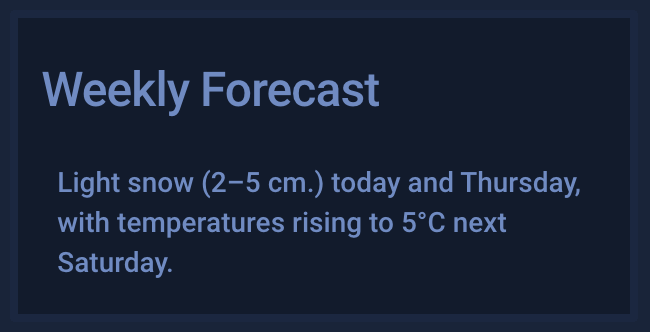 Weekly Forecast
Light snow (2–5 cm.) today and Thursday,
with temperatures rising to 5°C next
Saturday.